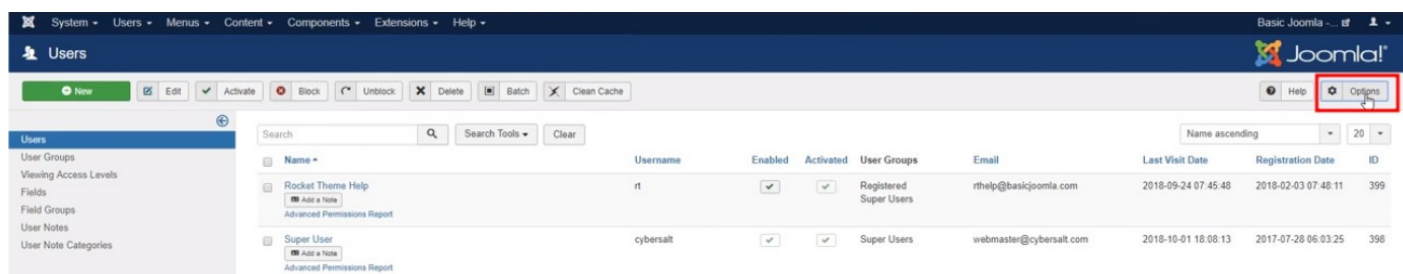 System Users Menus Content Components Extensions Help Basic Joomla -...
Users Joomla!®
New Edit Activate Block Unblock Delete Batch Clean Cache Help Options
Search Search Tools Clear Name ascending 20
Users
User Groups
Viewing Access Levels
Fields
Field Groups
User Notes
User Note Categories
Name Username Enabled Activated User Groups Email Last Visit Date Registration Date ID
Rocket Theme Help rt Registered rthelp@basicjoomla.com 2018-09-24 07:45:48 2018-02-03 07:48:11 399
Add a Note Super Users
Advanced Permissions Report
Super User cybersalt Super Users webmaster@cybersalt.com 2018-10-01 18:08:13 2017-07-28 06:03:25 398
Add a Note
Advanced Permissions Report